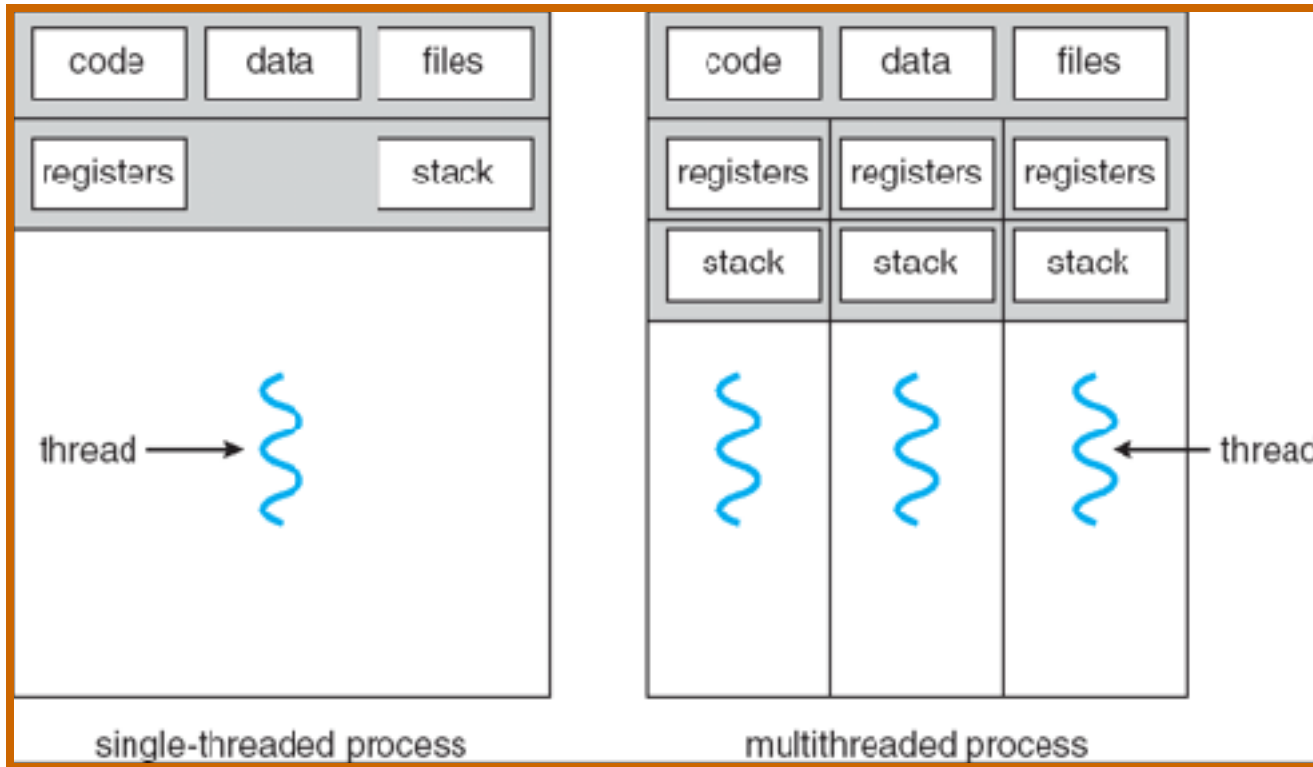 code data files
registers stack
thread
single-threaded process
code data files
registers registers registers
stack stack stack
thread
multithreaded process